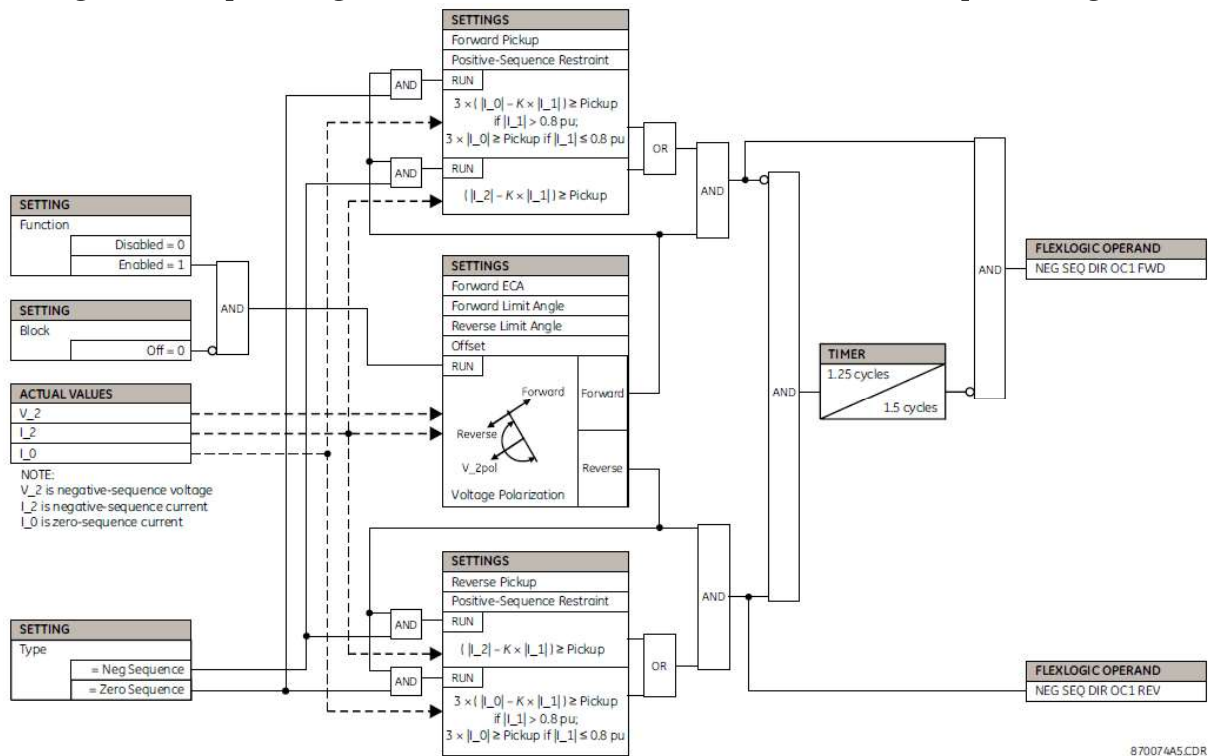 SETTINGS
Forward Pickup
Positive-Sequence Restraint
RUN
AND
3 × ( |I_0| – K × |I_1| ) ≥ Pickup
if |I_1| > 0.8 pu;
3 × |I_0| ≥ Pickup if |I_1| ≤ 0.8 pu
OR
AND
RUN
( |I_2| – K × |I_1| ) ≥ Pickup
AND
SETTING
Function
Disabled = 0
Enabled = 1
AND
SETTING
Block
Off = 0
SETTINGS
Forward ECA
Forward Limit Angle
Reverse Limit Angle
Offset
RUN
Forward
Reverse
V_2pol
Voltage Polarization
Forward
Reverse
ACTUAL VALUES
V_2
I_2
I_0
NOTE:
V_2 is negative-sequence voltage
I_2 is negative-sequence current
I_0 is zero-sequence current
AND
TIMER
1.25 cycles
1.5 cycles
AND
FLEXLOGIC OPERAND
NEG SEQ DIR OC1 FWD
SETTINGS
Reverse Pickup
Positive-Sequence Restraint
AND
RUN
( |I_2| – K × |I_1| ) ≥ Pickup
AND
RUN
3 × ( |I_0| – K × |I_1| ) ≥ Pickup
if |I_1| > 0.8 pu;
3 × |I_0| ≥ Pickup if |I_1| ≤ 0.8 pu
OR
AND
SETTING
Type
= Neg Sequence
= Zero Sequence
FLEXLOGIC OPERAND
NEG SEQ DIR OC1 REV
870074A5.CDR